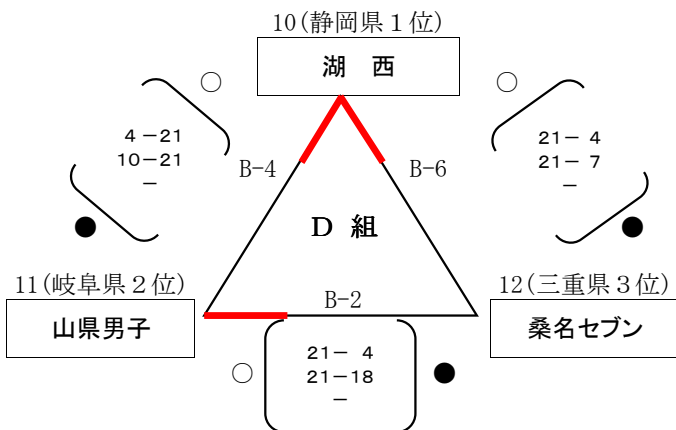 10(静岡県１位)
湖　西
○
○
４－21
10－21
－
21－ ４
21－ ７
－
B-4
B-6
Ｄ 組
●
●
11(岐阜県２位)
12(三重県３位)
B-2
山県男子
桑名セブン
21－ ４
21－18
－
○
●